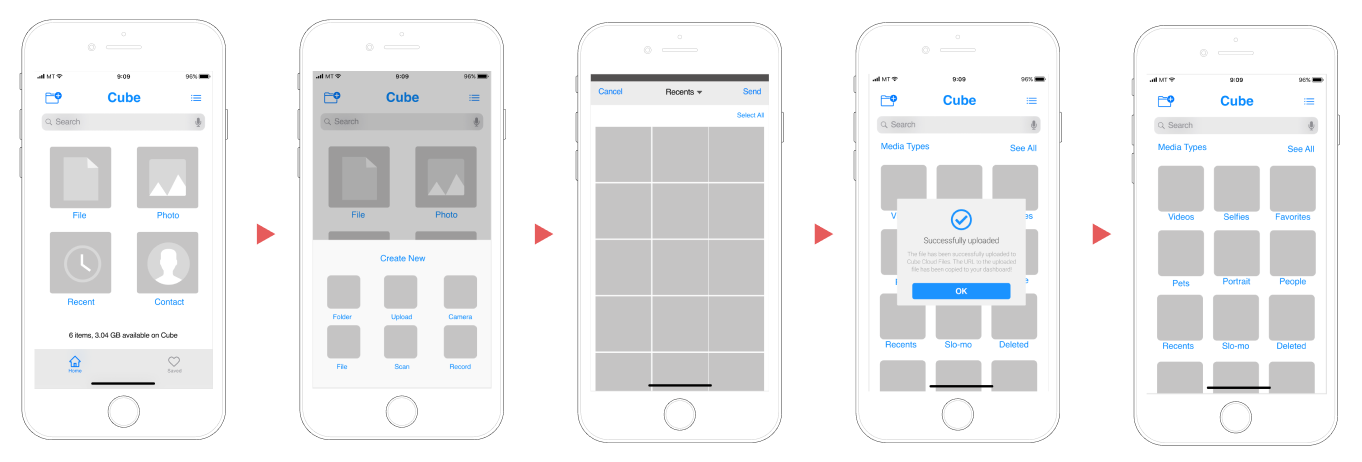 MT 9:09 96%
Cube
Search
File Photo
Recent Contact
6 items, 3.04 GB available on Cube
Home Saved
MT 9:09 96%
Cube
Search
File Photo
Create New
Folder Upload Camera
File Scan Record
Cancel Recents Send
Select All
MT 9:09 96%
Cube
Search
Media Types See All
V es
Successfully uploaded
The file has been successfully uploaded to
Cube Cloud Files. The URL to the uploaded
file has been copied to your dashboard!
e
OK
Recents Slo-mo Deleted
MT 9:09 96%
Cube
Search
Media Types See All
Videos Selfies Favorites
Pets Portrait People
Recents Slo-mo Deleted